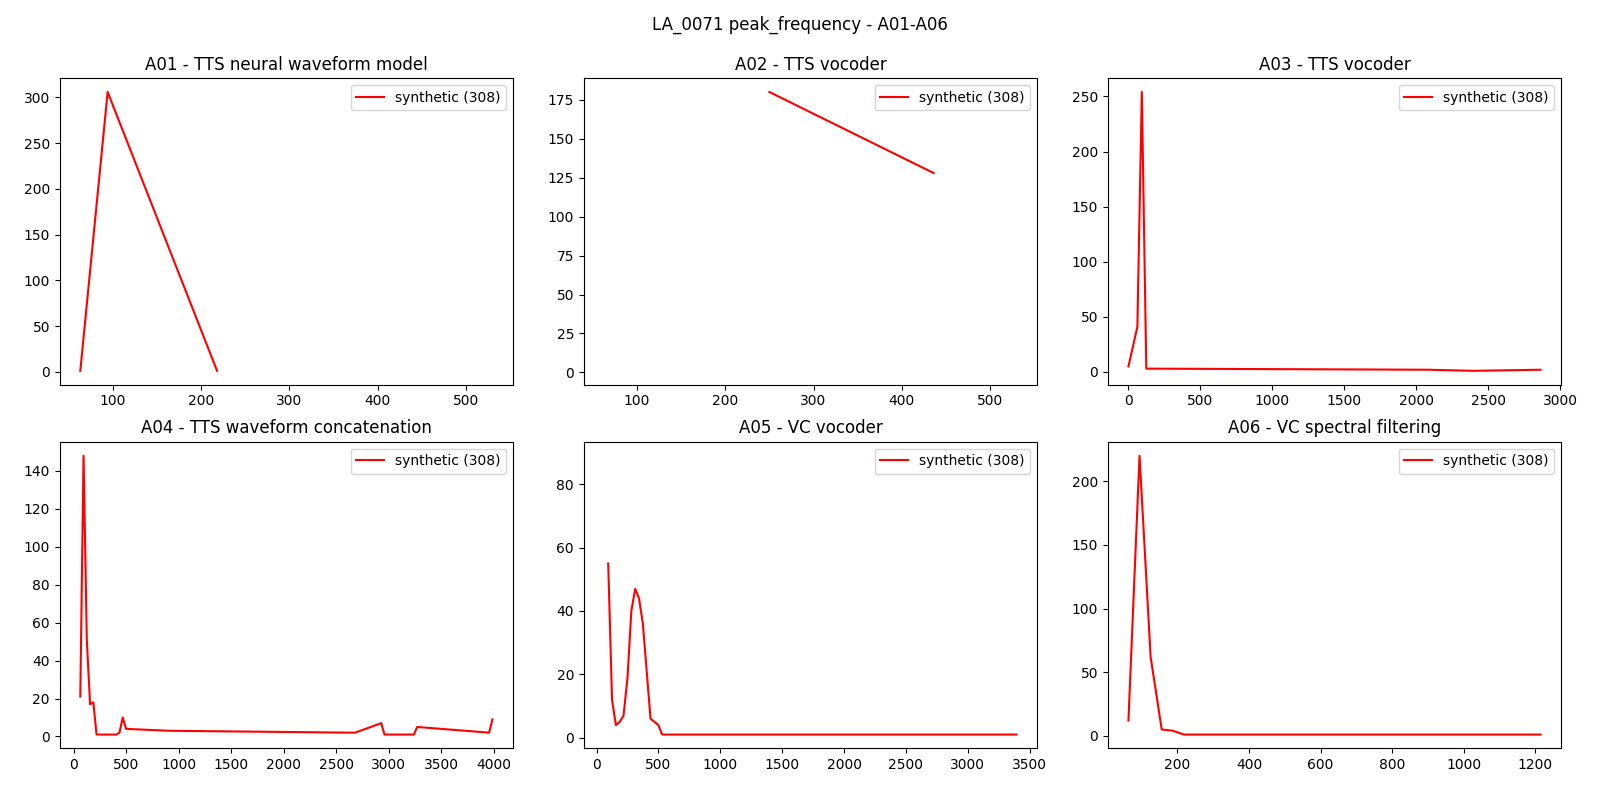 LA_0071 peak_frequency - A01-A06
A01 - TTS neural waveform model
synthetic (308)
300
250
200
150
100
50
0
100 200 300 400 500
A02 - TTS vocoder
synthetic (308)
175
150
125
100
75
50
25
0
100 200 300 400 500
A03 - TTS vocoder
synthetic (308)
250
200
150
100
50
0
0 500 1000 1500 2000 2500 3000
A04 - TTS waveform concatenation
synthetic (308)
140
120
100
80
60
40
20
0
0 500 1000 1500 2000 2500 3000 3500 4000
A05 - VC vocoder
synthetic (308)
80
60
40
20
0
0 500 1000 1500 2000 2500 3000 3500
A06 - VC spectral filtering
synthetic (308)
200
150
100
50
0
200 400 600 800 1000 1200